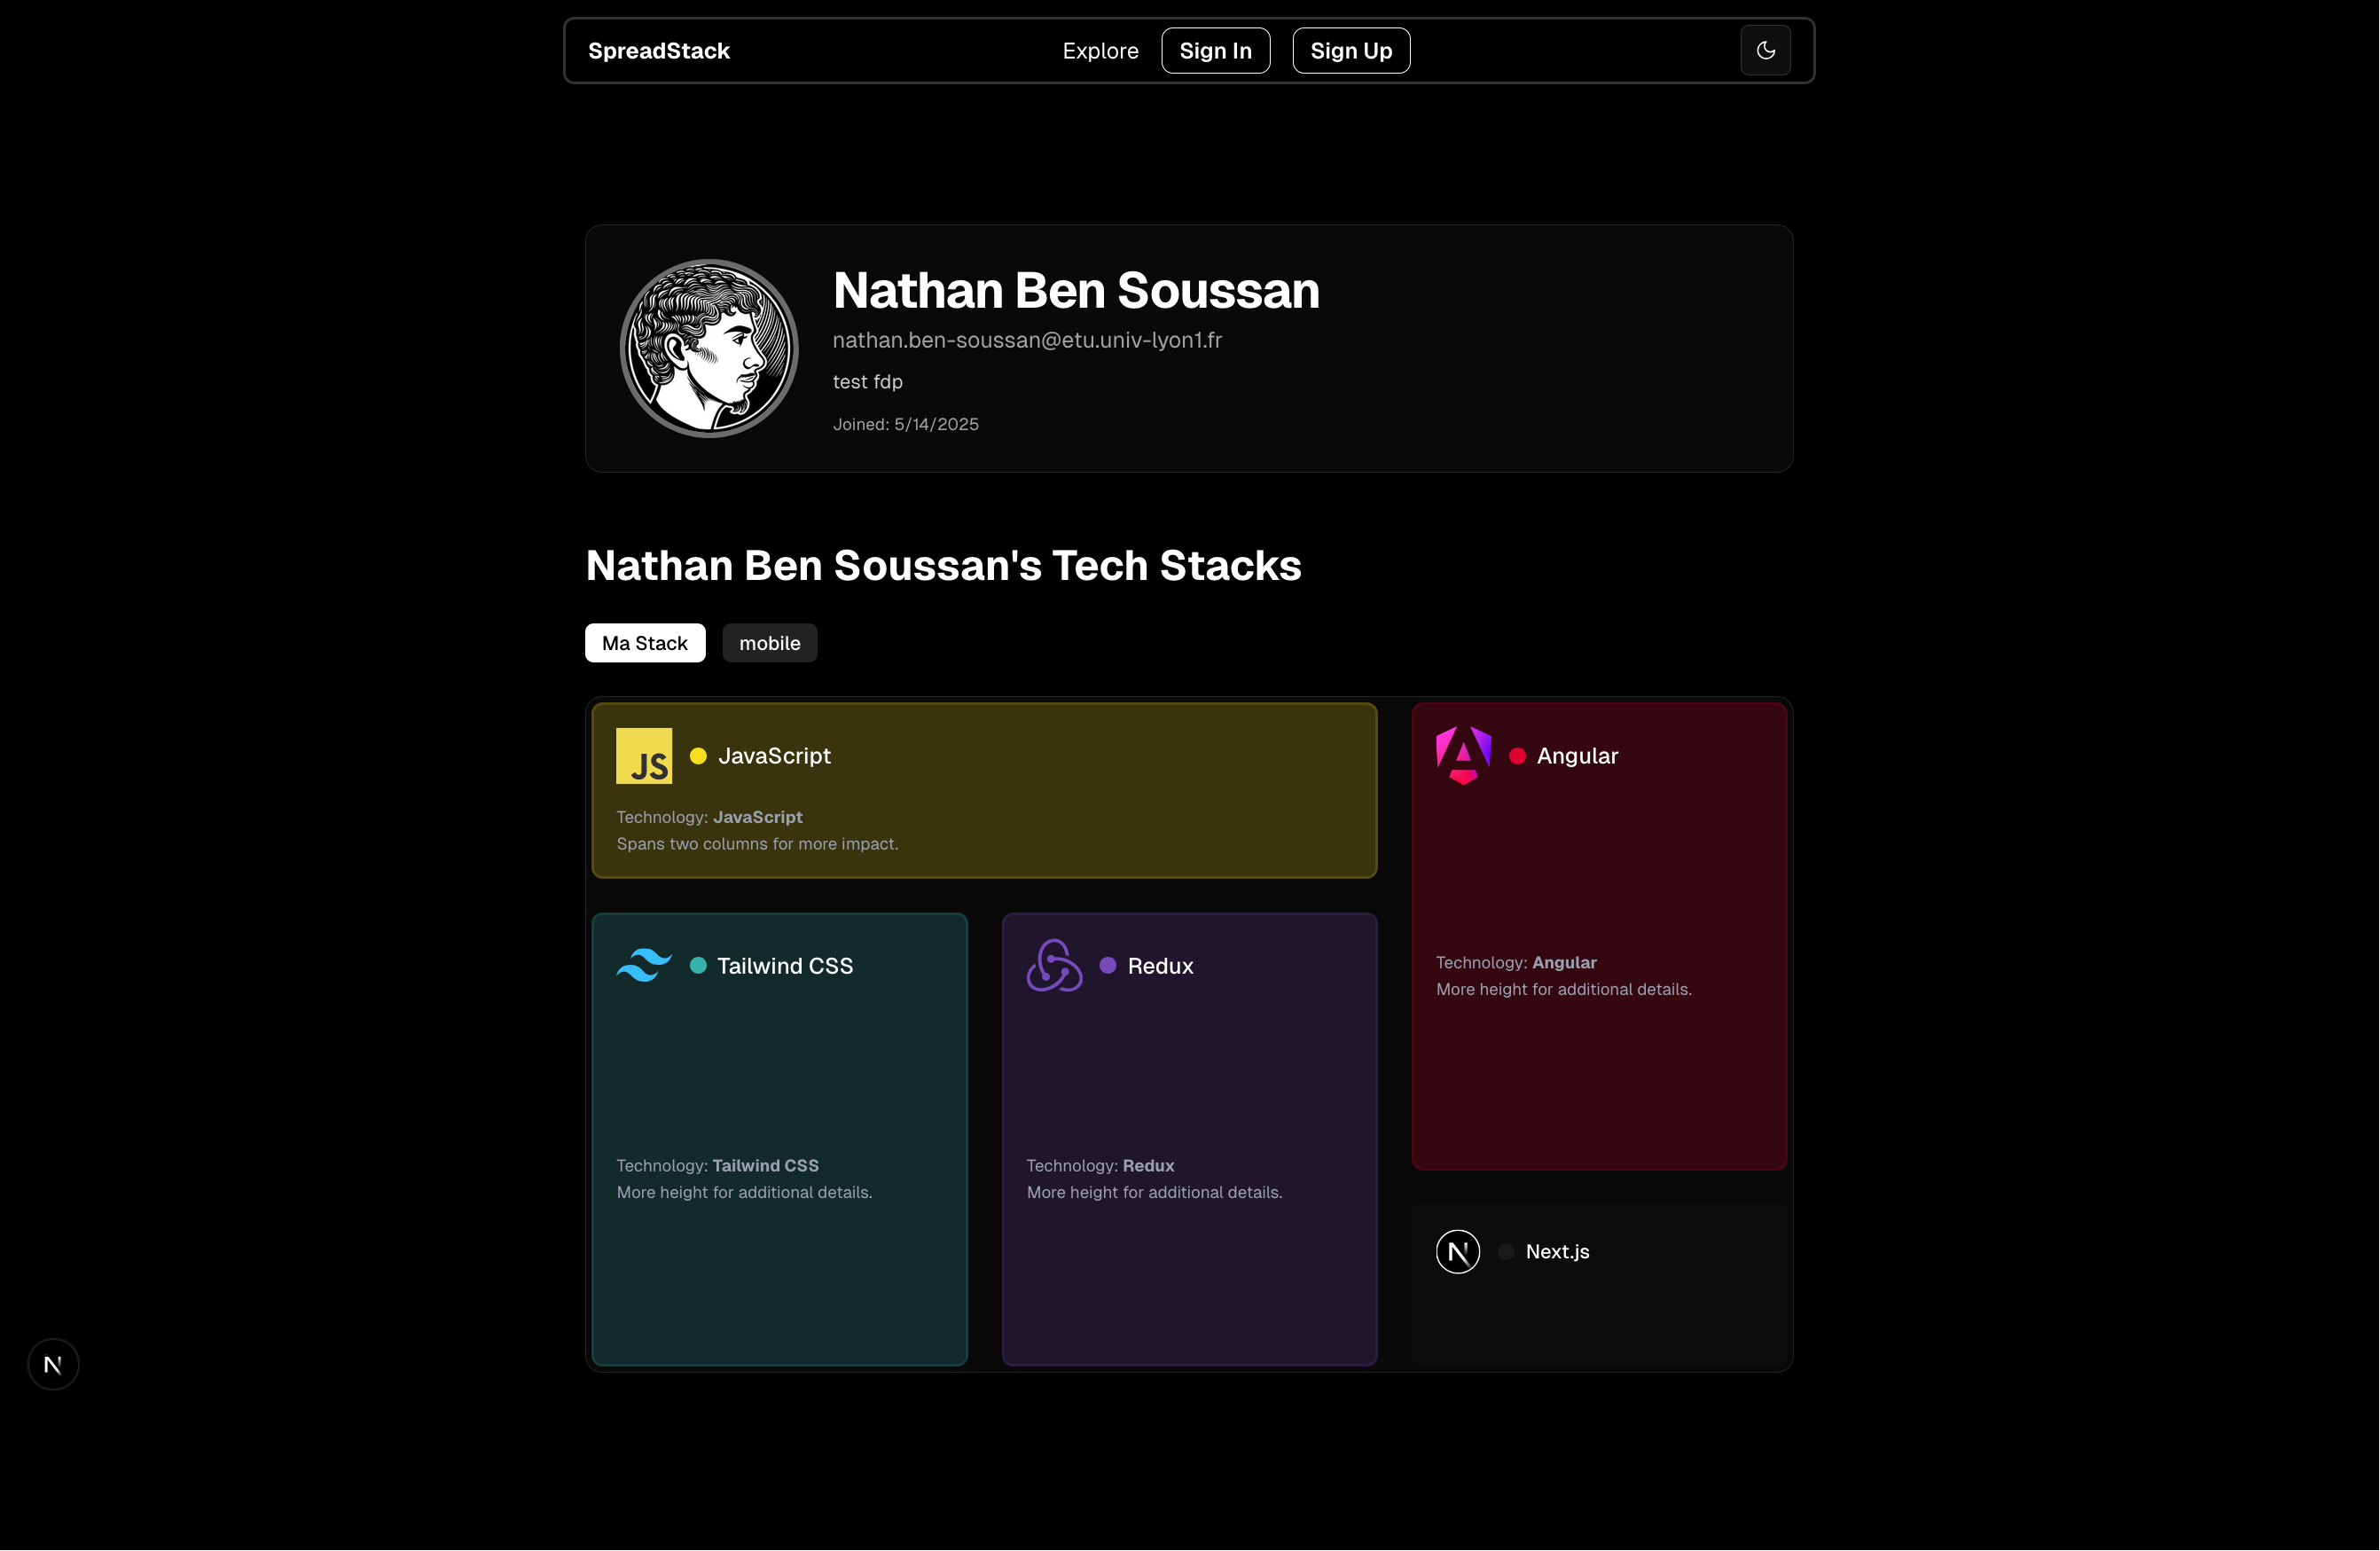 SpreadStack
Explore
Sign In
Sign Up
Nathan Ben Soussan
nathan.ben-soussan@etu.univ-lyon1.fr
test fdp
Joined: 5/14/2025
Nathan Ben Soussan's Tech Stacks
Ma Stack
mobile
JS
JavaScript
Technology: JavaScript
Spans two columns for more impact.
Angular
Technology: Angular
More height for additional details.
Tailwind CSS
Technology: Tailwind CSS
More height for additional details.
Redux
Technology: Redux
More height for additional details.
N
Next.js
N